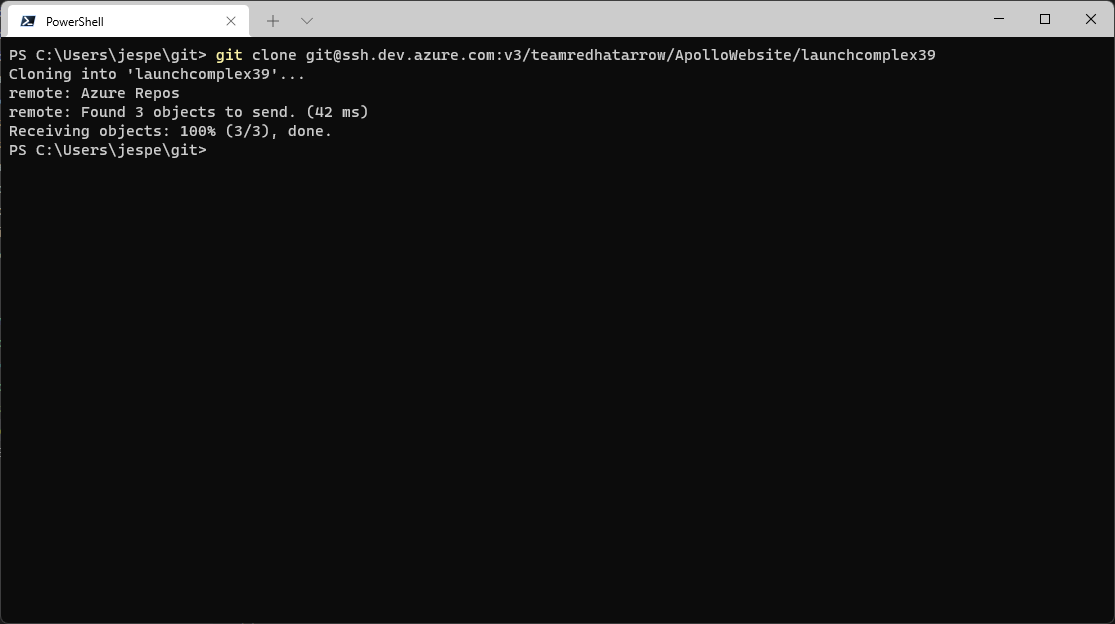 PowerShell
PS C:\Users\jespe\git> git clone git@ssh.dev.azure.com:v3/teamredhatarrow/ApolloWebsite/launchcomplex39
Cloning into 'launchcomplex39'...
remote: Azure Repos
remote: Found 3 objects to send. (42 ms)
Receiving objects: 100% (3/3), done.
PS C:\Users\jespe\git>